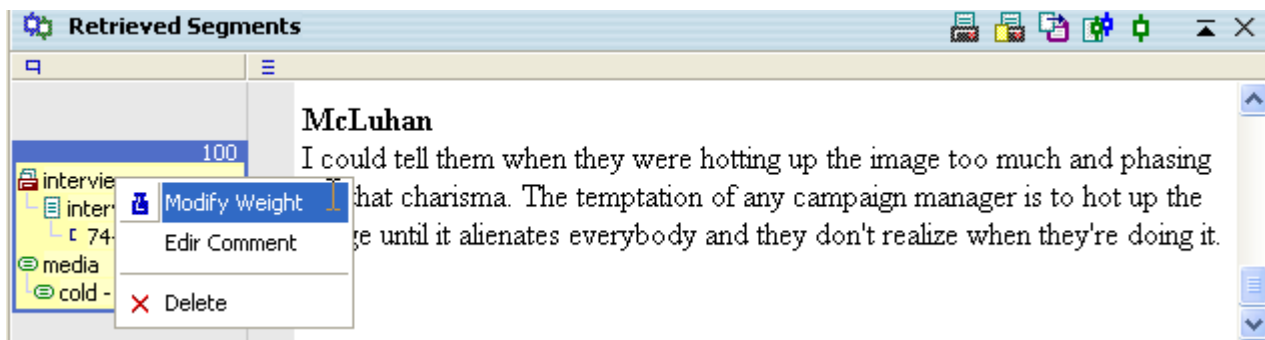 Retrieved Segments
McLuhan
100
I could tell them when they were hotting up the image too much and phasing
hat charisma. The temptation of any campaign manager is to hot up the
ge until it alienates everybody and they don't realize when they're doing it.
intervie
inter
74-
media
cold -
Modify Weight
Edir Comment
Delete